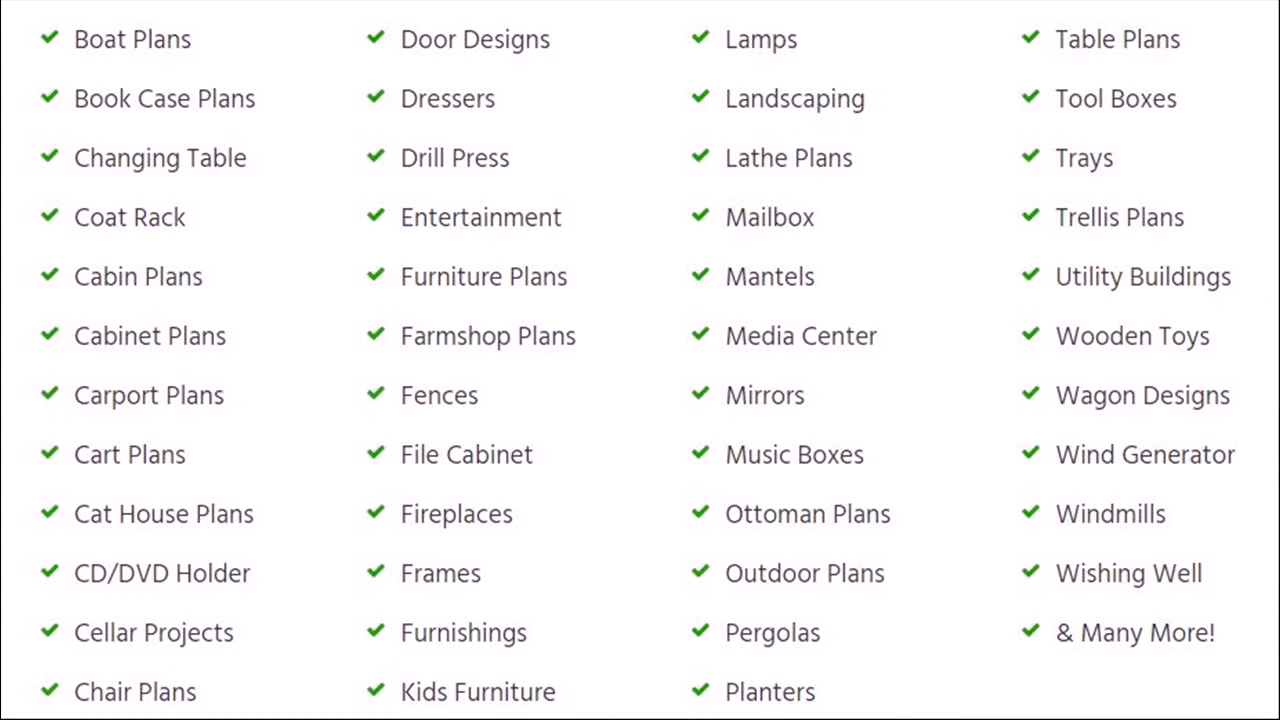 Boat Plans
Book Case Plans
Changing Table
Coat Rack
Cabin Plans
Cabinet Plans
Carport Plans
Cart Plans
Cat House Plans
CD/DVD Holder
Cellar Projects
Chair Plans
Door Designs
Dressers
Drill Press
Entertainment
Furniture Plans
Farmshop Plans
Fences
File Cabinet
Fireplaces
Frames
Furnishings
Kids Furniture
Lamps
Landscaping
Lathe Plans
Mailbox
Mantels
Media Center
Mirrors
Music Boxes
Ottoman Plans
Outdoor Plans
Pergolas
Planters
Table Plans
Tool Boxes
Trays
Trellis Plans
Utility Buildings
Wooden Toys
Wagon Designs
Wind Generator
Windmills
Wishing Well
& Many More!